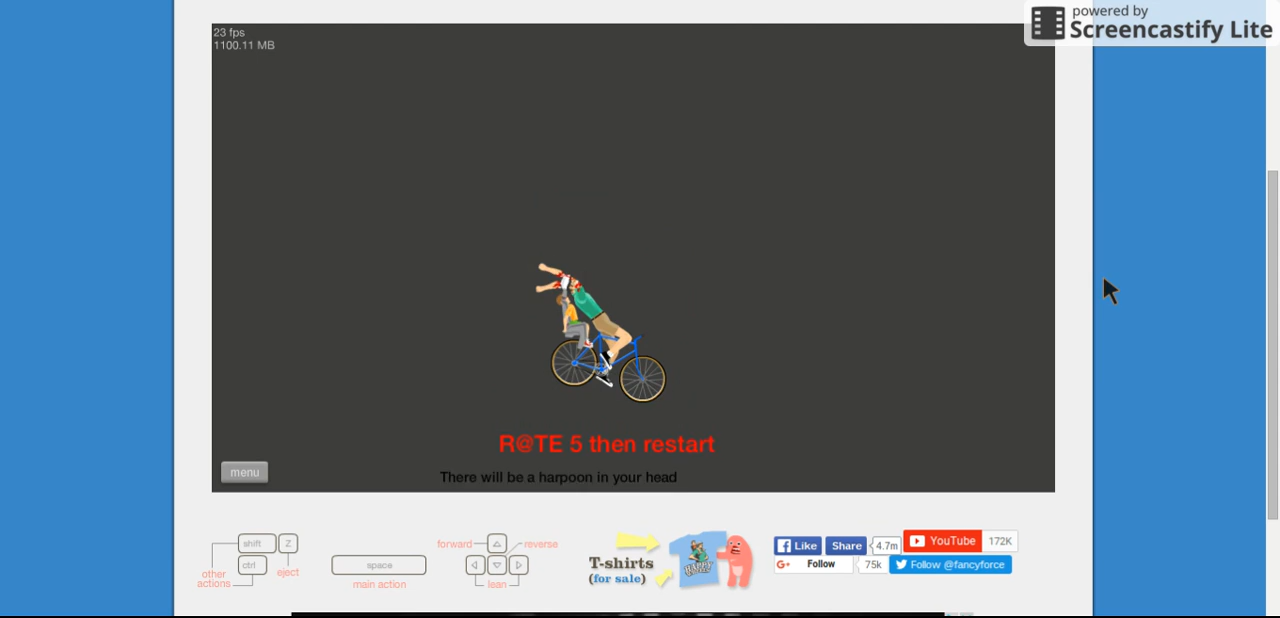 powered by
Screencastify Lite
23 fps
1100.11 MB
R@TE 5 then restart
There will be a harpoon in your head
menu
shift
Z
ctrl
other
actions
eject
space
main action
forward
reverse
lean
T-shirts
(for sale)
Like
Share
4.7m
YouTube
172K
G+ Follow
75k
Follow @fancyforce